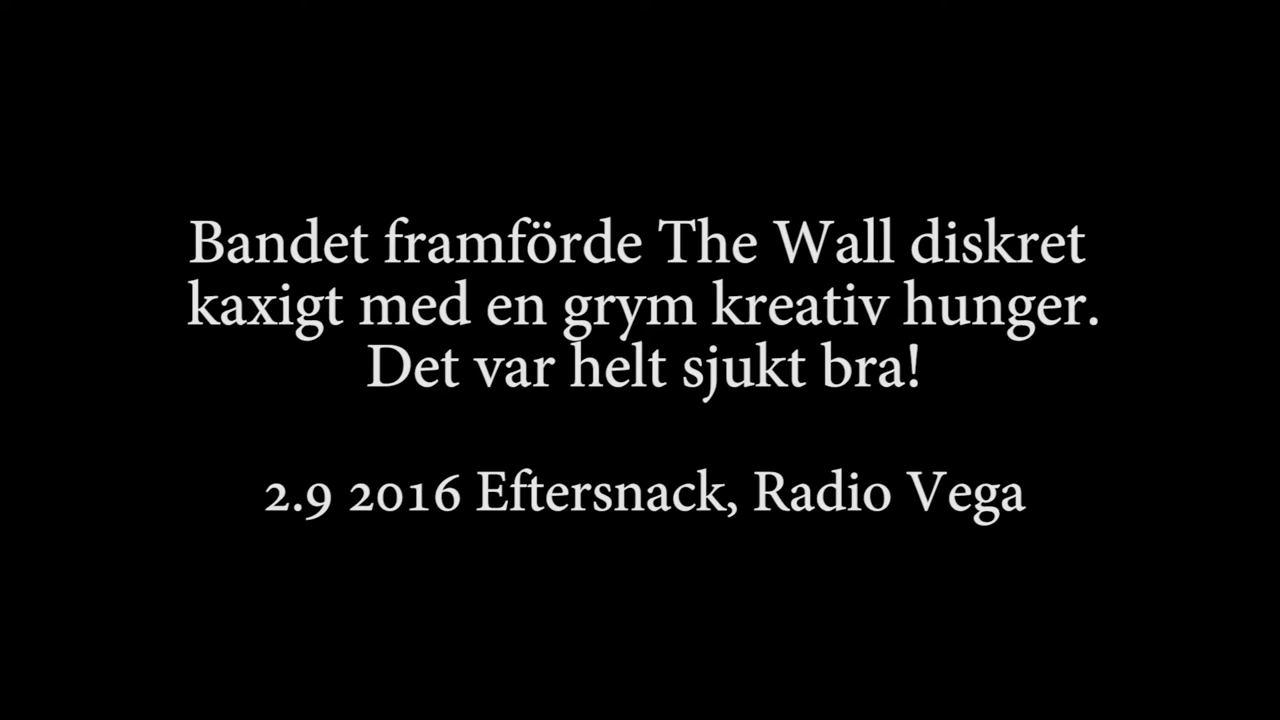 Bandet framförde The Wall diskret
kaxigt med en grym kreativ hunger.
Det var helt sjukt bra!
2.9 2016 Eftersnack, Radio Vega